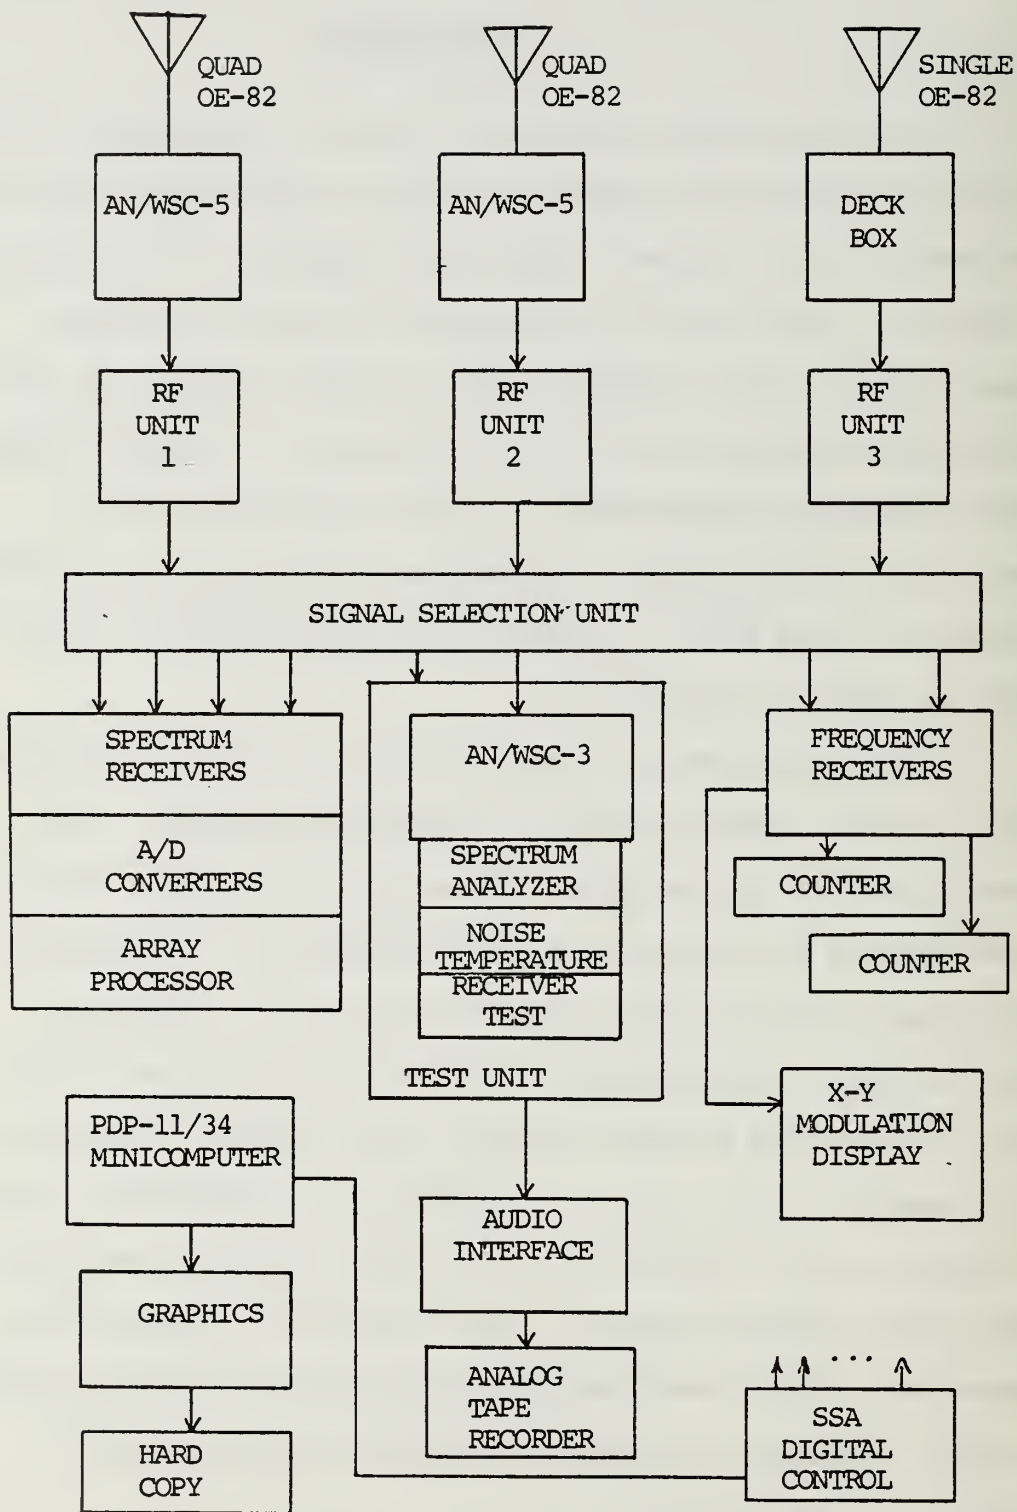 QUAD
OE-82
QUAD
OE-82
SINGLE
OE-82
AN/WSC-5
AN/WSC-5
DECK
BOX
RF
UNIT
1
RF
UNIT
2
RF
UNIT
3
SIGNAL SELECTION UNIT
SPECTRUM
RECEIVERS
A/D
CONVERTERS
ARRAY
PROCESSOR
AN/WSC-3
SPECTRUM
ANALYZER
NOISE
TEMPERATURE
RECEIVER
TEST
TEST UNIT
FREQUENCY
RECEIVERS
COUNTER
COUNTER
X-Y
MODULATION
DISPLAY
PDP-11/34
MINICOMPUTER
GRAPHICS
HARD
COPY
AUDIO
INTERFACE
ANALOG
TAPE
RECORDER
...
SSA
DIGITAL
CONTROL